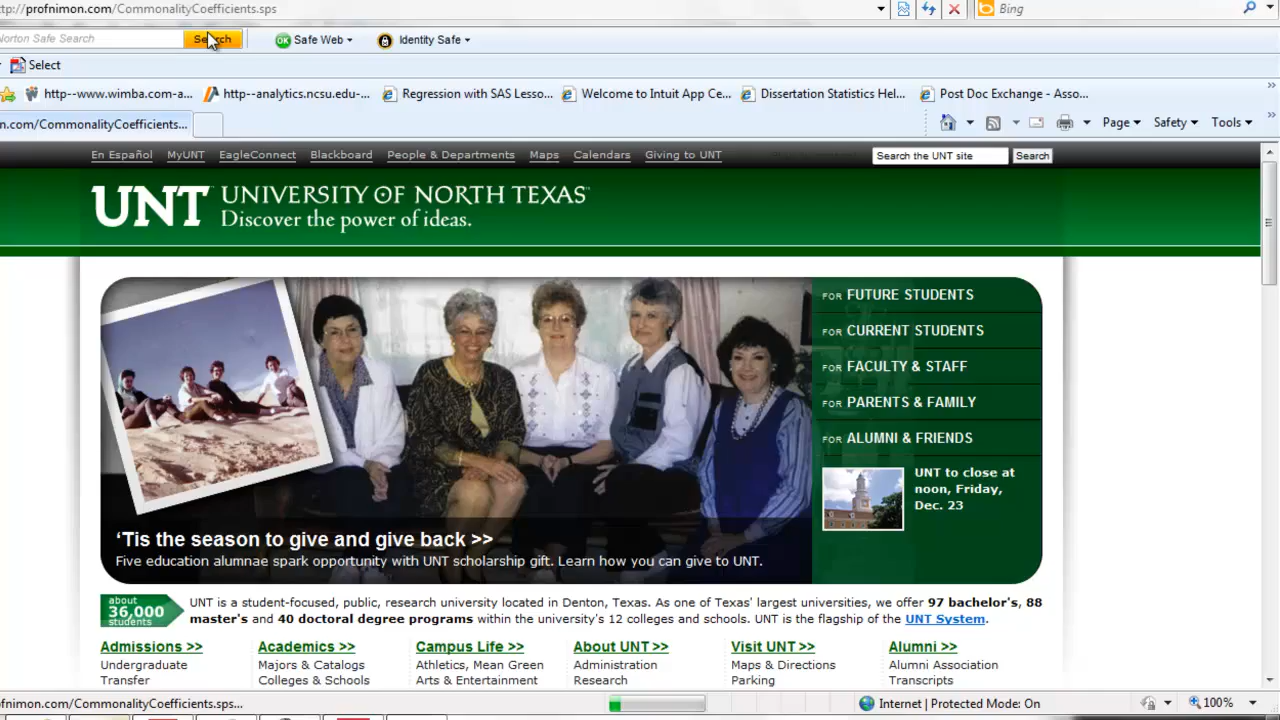 ttp://profnimon.com/CommonalityCoefficients.sps
Bing
Norton Safe Search
Search
OK Safe Web
Identity Safe
Select
http--www.wimba.com-a...
http--analytics.ncsu.edu-...
Regression with SAS Lesso...
Welcome to Intuit App Ce...
Dissertation Statistics Hel...
Post Doc Exchange - Asso...
n.com/CommonalityCoefficients...
Page
Safety
Tools
En Español MyUNT EagleConnect Blackboard People & Departments Maps Calendars Giving to UNT
Search the UNT site
Search
UNT UNIVERSITY OF NORTH TEXAS
Discover the power of ideas.
FOR FUTURE STUDENTS
FOR CURRENT STUDENTS
FOR FACULTY & STAFF
FOR PARENTS & FAMILY
FOR ALUMNI & FRIENDS
UNT to close at
noon, Friday,
Dec. 23
‘Tis the season to give and give back >>
Five education alumnae spark opportunity with UNT scholarship gift. Learn how you can give to UNT.
about
36,000
students
UNT is a student-focused, public, research university located in Denton, Texas. As one of Texas' largest universities, we offer 97 bachelor's, 88
master's and 40 doctoral degree programs within the university's 12 colleges and schools. UNT is the flagship of the UNT System.
Admissions >>
Undergraduate
Transfer
Academics >>
Majors & Catalogs
Colleges & Schools
Campus Life >>
Athletics, Mean Green
Arts & Entertainment
About UNT >>
Administration
Research
Visit UNT >>
Maps & Directions
Parking
Alumni >>
Alumni Association
Transcripts
fnimon.com/CommonalityCoefficients.sps...
Internet | Protected Mode: On
100%